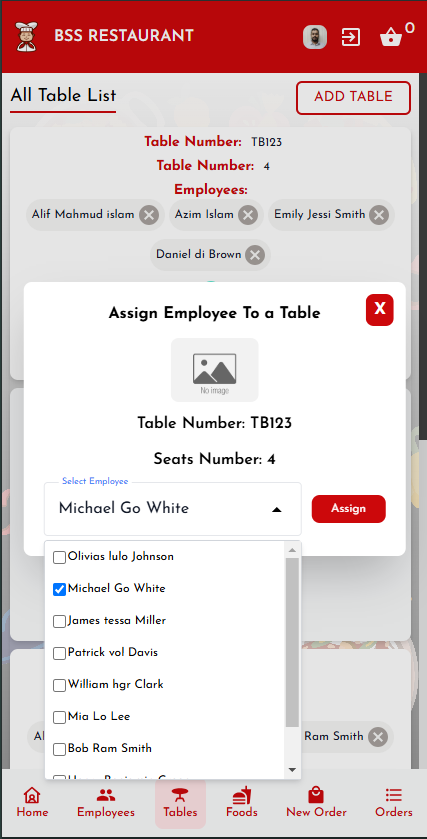 BSS RESTAURANT
0
All Table List
ADD TABLE
Table Number: TB123
Table Number: 4
Employees:
Alif Mahmud islam
Azim Islam
Emily Jessi Smith
Daniel di Brown
Assign Employee To a Table
X
No image
Table Number: TB123
Seats Number: 4
Select Employee
Michael Go White
Assign
Olivias lulo Johnson
Michael Go White
James tessa Miller
Patrick vol Davis
William hgr Clark
Mia Lo Lee
Bob Ram Smith
Al
Ram Smith
Home
Employees
Tables
Foods
New Order
Orders